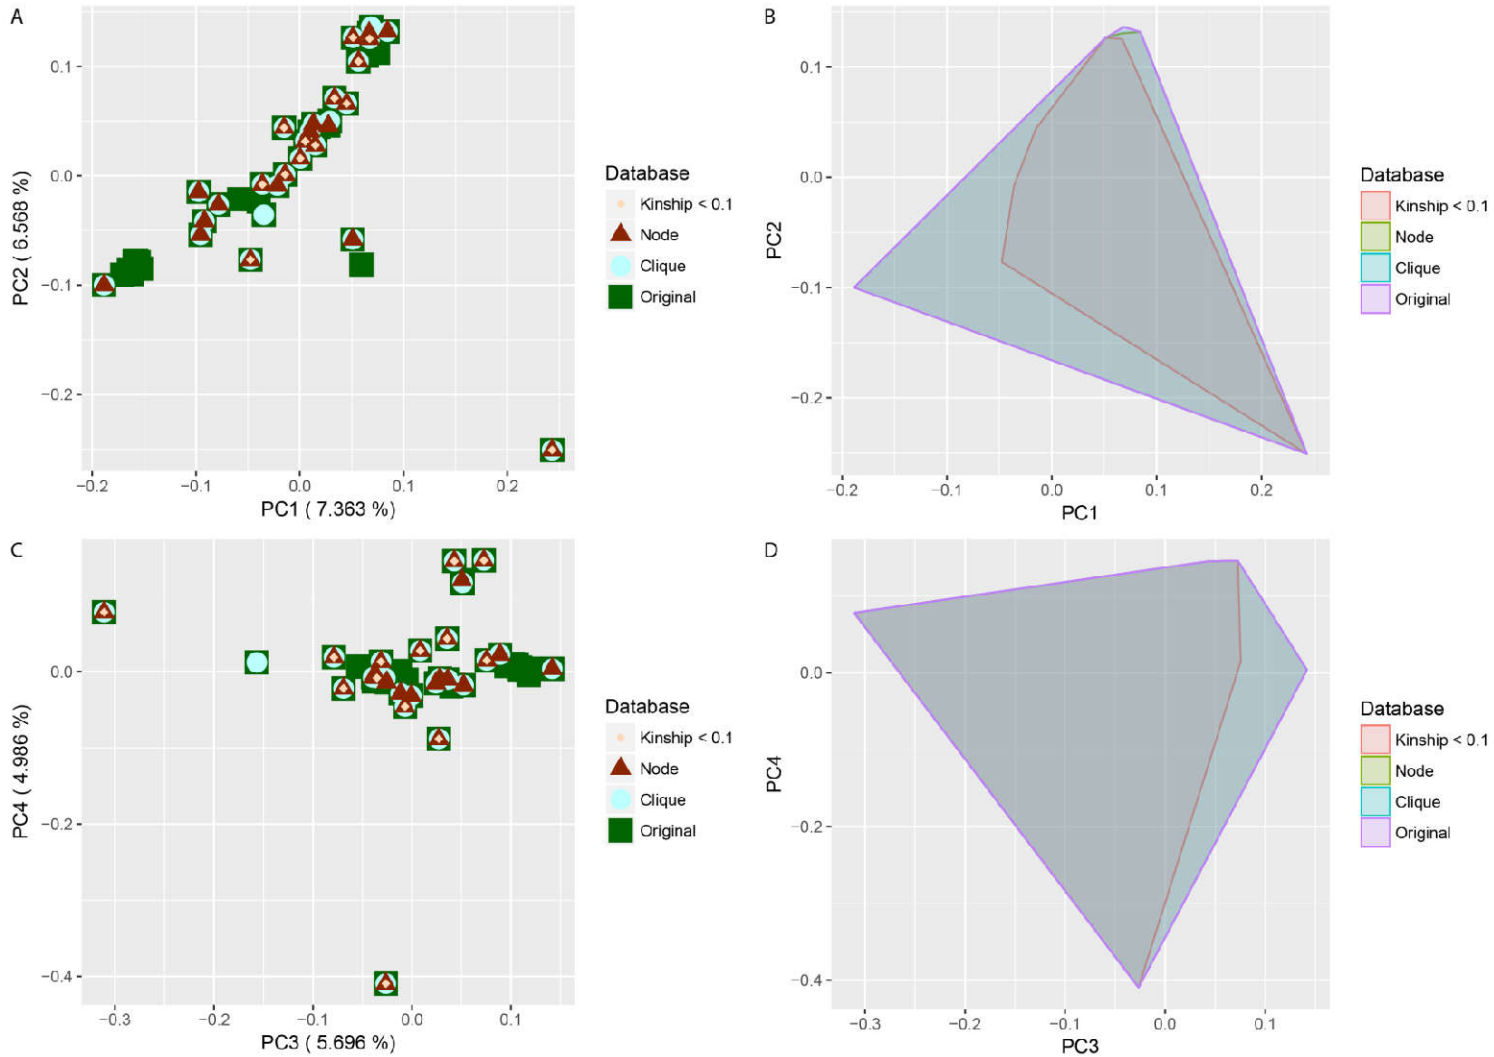 A
PC2 ( 6.568 %)
0.1
0.0
−0.1
−0.2
−0.2
−0.1
0.0
0.1
0.2
PC1 ( 7.363 %)
Database
Kinship < 0.1
Node
Clique
Original
B
PC2
0.1
0.0
−0.1
−0.2
−0.2
−0.1
0.0
0.1
0.2
PC1
Database
Kinship < 0.1
Node
Clique
Original
C
PC4 ( 4.986 %)
0.0
−0.2
−0.4
−0.3
−0.2
−0.1
0.0
0.1
PC3 ( 5.696 %)
Database
Kinship < 0.1
Node
Clique
Original
D
PC4
0.0
−0.2
−0.4
−0.3
−0.2
−0.1
0.0
0.1
PC3
Database
Kinship < 0.1
Node
Clique
Original